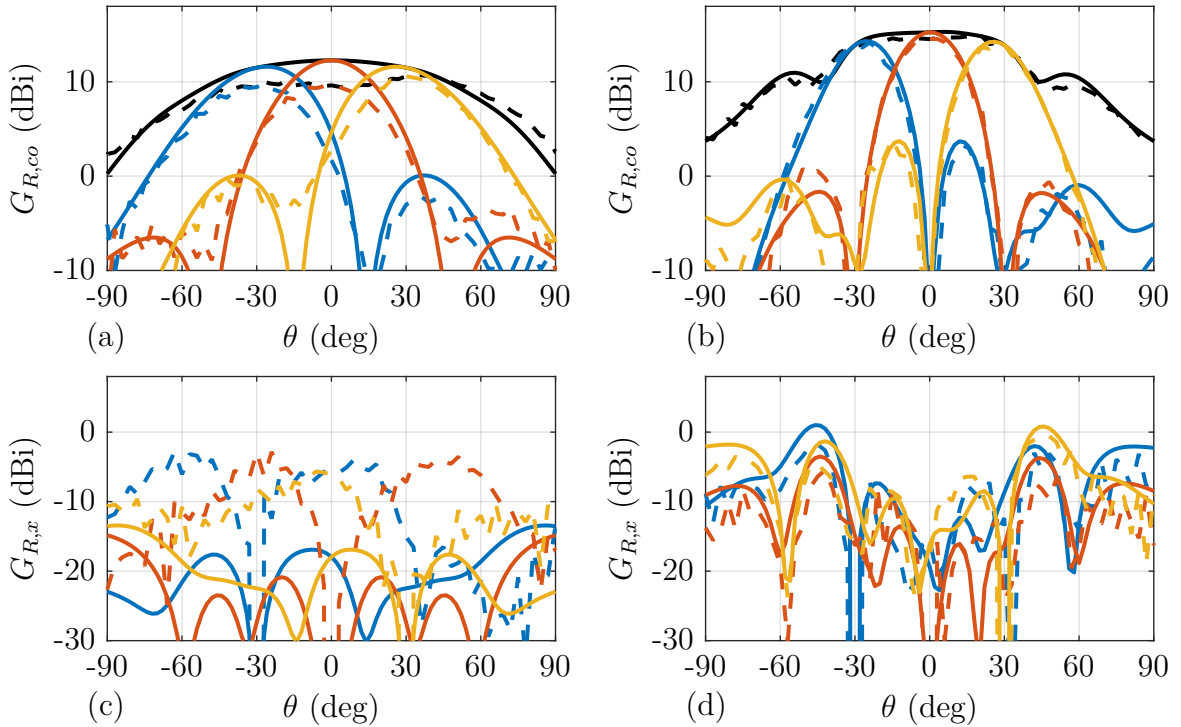 10
0
-10
G_{R,co} (dBi)
-90 -60 -30 0 30 60 90
(a) θ (deg)
10
0
-10
G_{R,co} (dBi)
-90 -60 -30 0 30 60 90
(b) θ (deg)
0
-10
-20
-30
G_{R,x} (dBi)
-90 -60 -30 0 30 60 90
(c) θ (deg)
0
-10
-20
-30
G_{R,x} (dBi)
-90 -60 -30 0 30 60 90
(d) θ (deg)